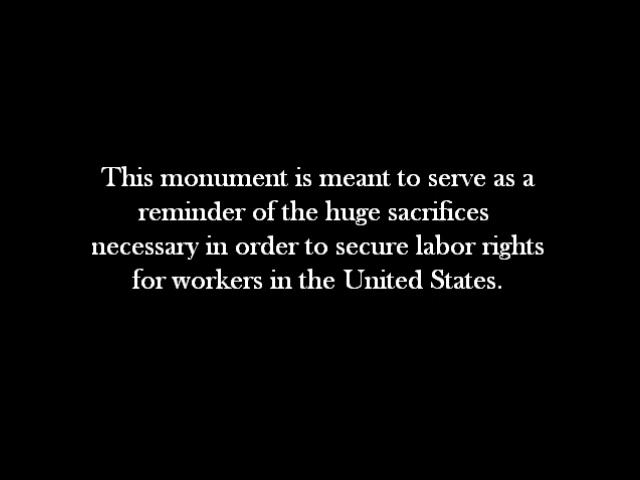 This monument is meant to serve as a
reminder of the huge sacrifices
necessary in order to secure labor rights
for workers in the United States.